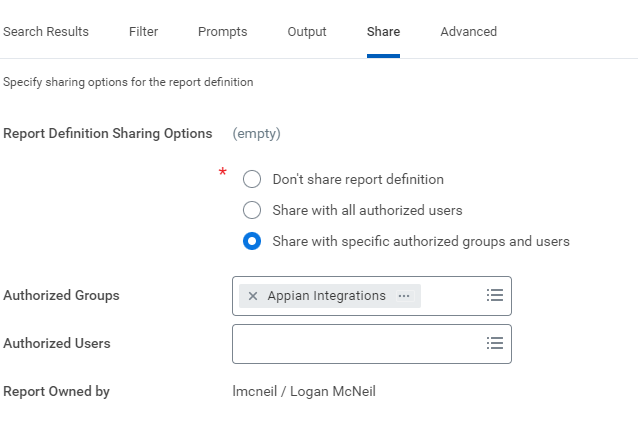 Search Results Filter Prompts Output Share Advanced
Specify sharing options for the report definition
Report Definition Sharing Options (empty)
* Don't share report definition
Share with all authorized users
Share with specific authorized groups and users
Authorized Groups × Appian Integrations ...
Authorized Users
Report Owned by lmcneil / Logan McNeil